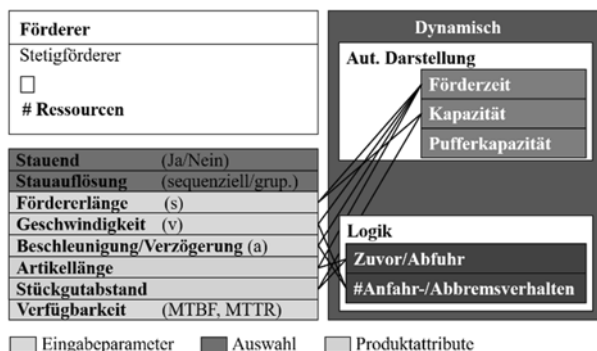 Förderer
Stetigförderer
# Ressourcen
Stauend (Ja/Nein)
Stauauflösung (sequenziell/grup.)
Fördererlänge (s)
Geschwindigkeit (v)
Beschleunigung/Verzögerung (a)
Artikellänge
Stückgutabstand
Verfügbarkeit (MTBF, MTTR)
Dynamisch
Aut. Darstellung
Förderzeit
Kapazität
Pufferkapazität
Logik
Zuvor/Abfuhr
#Anfahr-/Abbremsverhalten
Eingabeparameter Auswahl Produktattribute